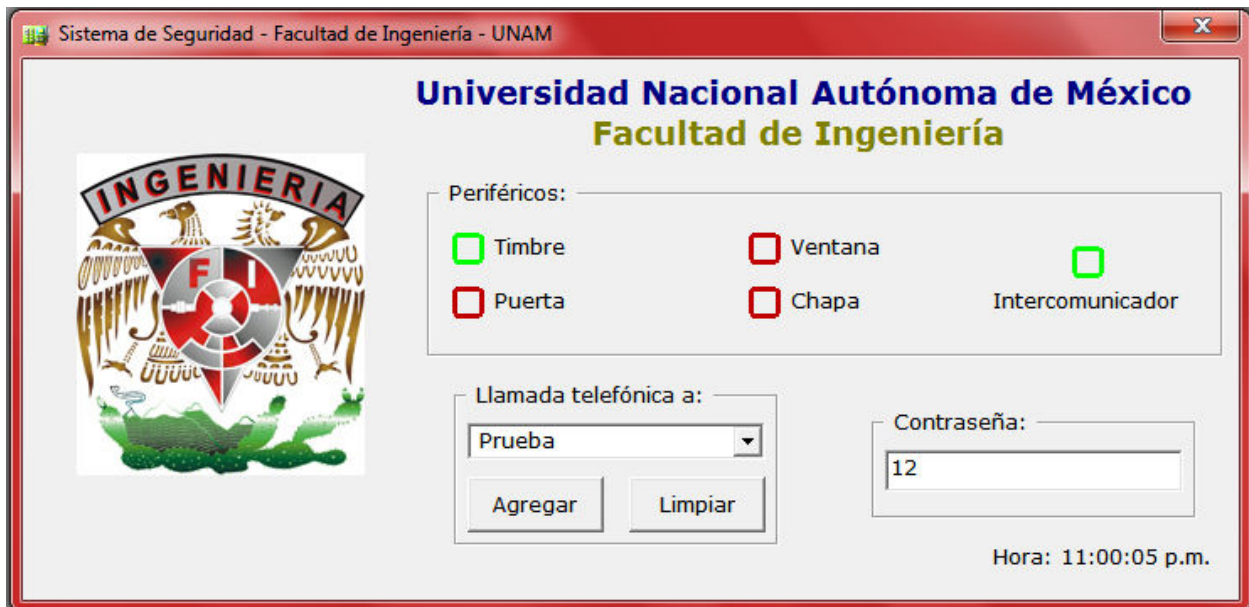 Sistema de Seguridad - Facultad de Ingeniería - UNAM
Universidad Nacional Autónoma de México
Facultad de Ingeniería
INGENIERIA
F I
Periféricos:
Timbre
Ventana
Puerta
Chapa
Intercomunicador
Llamada telefónica a:
Prueba
Agregar
Limpiar
Contraseña:
12
Hora: 11:00:05 p.m.